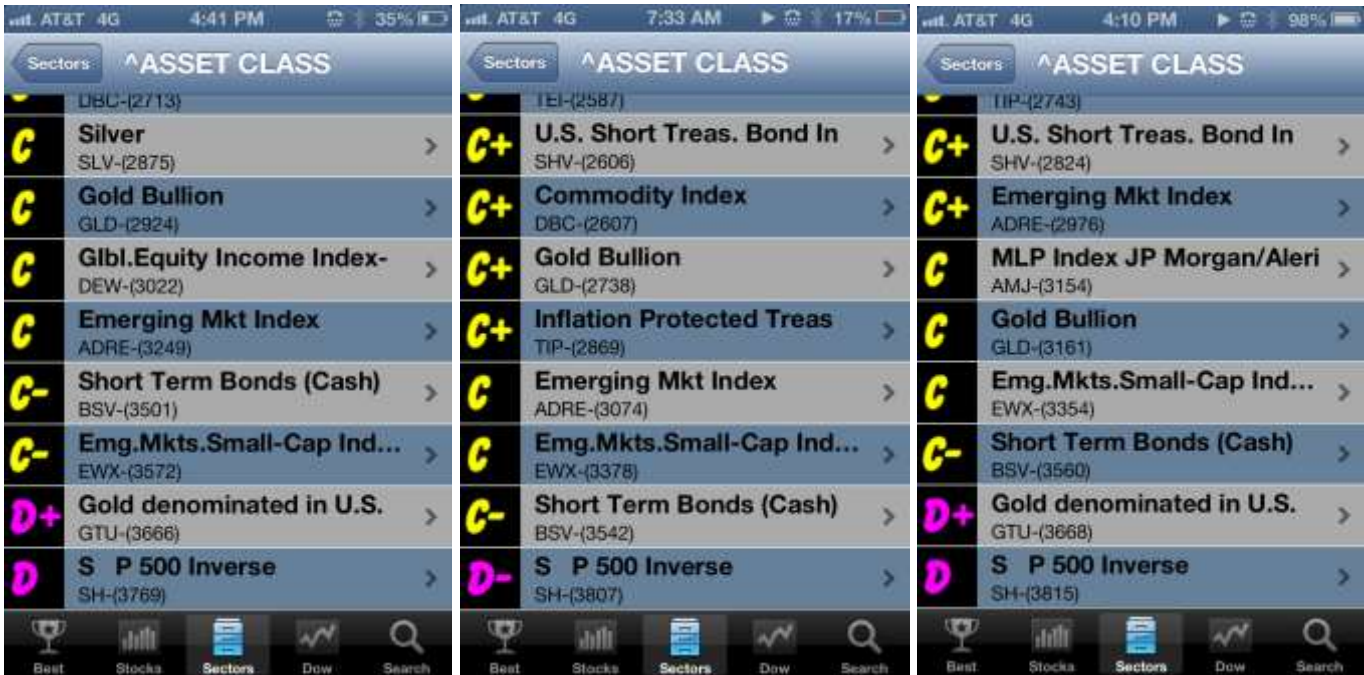 AT&T 4G 4:41 PM 35%
Sectors ^ASSET CLASS
DBC-(2713)
C Silver
SLV-(2875)
C Gold Bullion
GLD-(2924)
C Glbl.Equity Income Index-
DEW-(3022)
C Emerging Mkt Index
ADRE-(3249)
C- Short Term Bonds (Cash)
BSV-(3501)
C- Emg.Mkts.Small-Cap Ind...
EWX-(3572)
D+ Gold denominated in U.S.
GTU-(3666)
D S P 500 Inverse
SH-(3769)
Best Stocks Sectors Dow Search
AT&T 4G 7:33 AM 17%
Sectors ^ASSET CLASS
TEI-(2587)
C+ U.S. Short Treas. Bond In
SHV-(2606)
C+ Commodity Index
DBC-(2607)
C+ Gold Bullion
GLD-(2738)
C+ Inflation Protected Treas
TIP-(2869)
C Emerging Mkt Index
ADRE-(3074)
C Emg.Mkts.Small-Cap Ind...
EWX-(3378)
C- Short Term Bonds (Cash)
BSV-(3542)
D- S P 500 Inverse
SH-(3807)
Best Stocks Sectors Dow Search
AT&T 4G 4:10 PM 98%
Sectors ^ASSET CLASS
TIP-(2743)
C+ U.S. Short Treas. Bond In
SHV-(2824)
C+ Emerging Mkt Index
ADRE-(2976)
C MLP Index JP Morgan/Aleri
AMJ-(3154)
C Gold Bullion
GLD-(3161)
C Emg.Mkts.Small-Cap Ind...
EWX-(3354)
C- Short Term Bonds (Cash)
BSV-(3560)
D+ Gold denominated in U.S.
GTU-(3668)
D S P 500 Inverse
SH-(3815)
Best Stocks Sectors Dow Search